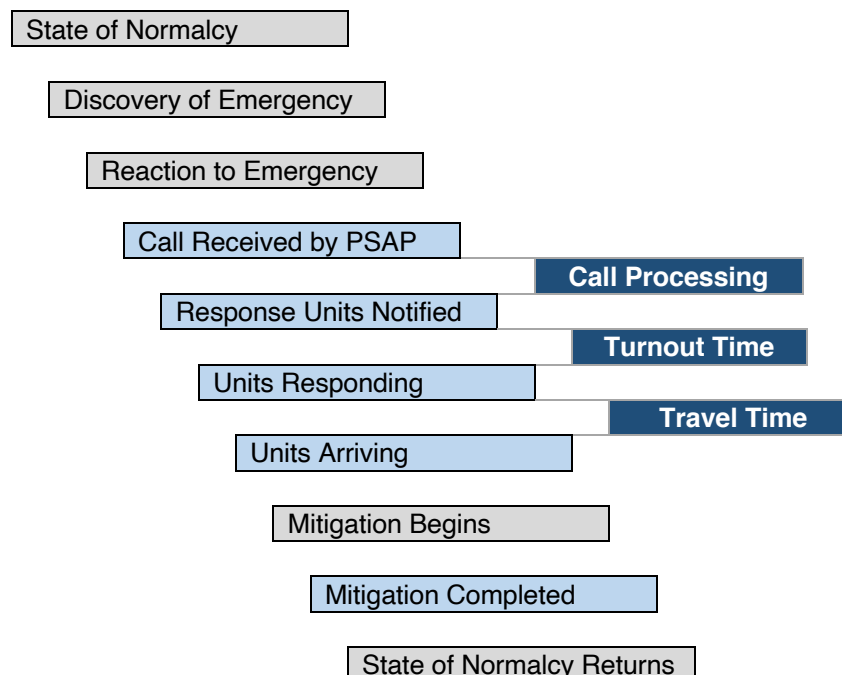 State of Normalcy
Discovery of Emergency
Reaction to Emergency
Call Received by PSAP
Call Processing
Response Units Notified
Turnout Time
Units Responding
Travel Time
Units Arriving
Mitigation Begins
Mitigation Completed
State of Normalcy Returns